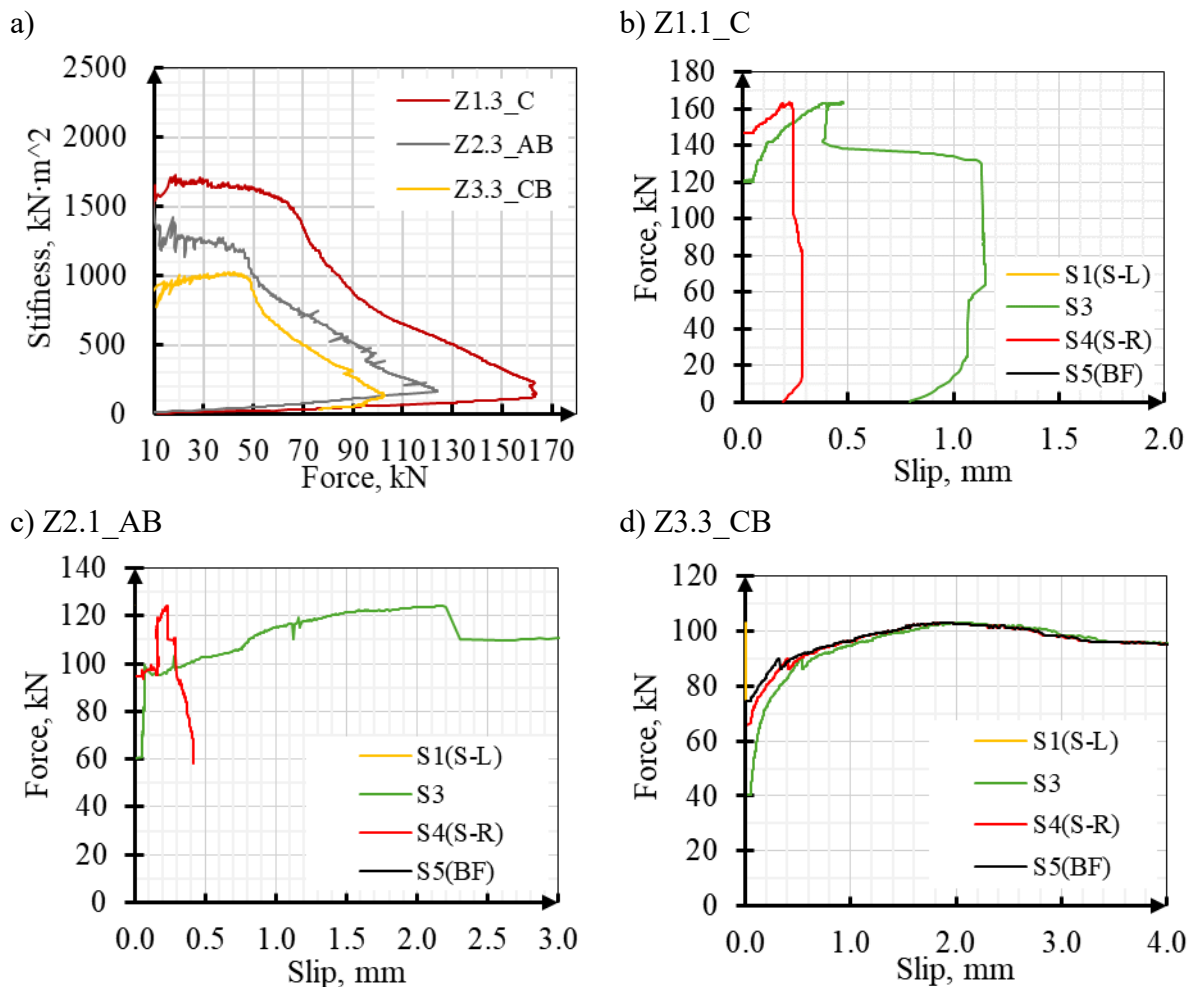 a)
2500
2000
1500
1000
500
0
Stifness, kN·m^2
Z1.3_C
Z2.3_AB
Z3.3_CB
10 30 50 70 90 110 130 150 170
Force, kN
b) Z1.1_C
180
160
140
120
100
80
60
40
20
0
Force, kN
S1(S-L)
S3
S4(S-R)
S5(BF)
0.0 0.5 1.0 1.5 2.0
Slip, mm
c) Z2.1_AB
140
120
100
80
60
40
20
0
Force, kN
S1(S-L)
S3
S4(S-R)
S5(BF)
0.0 0.5 1.0 1.5 2.0 2.5 3.0
Slip, mm
d) Z3.3_CB
120
100
80
60
40
20
0
Force, kN
S1(S-L)
S3
S4(S-R)
S5(BF)
0.0 1.0 2.0 3.0 4.0
Slip, mm